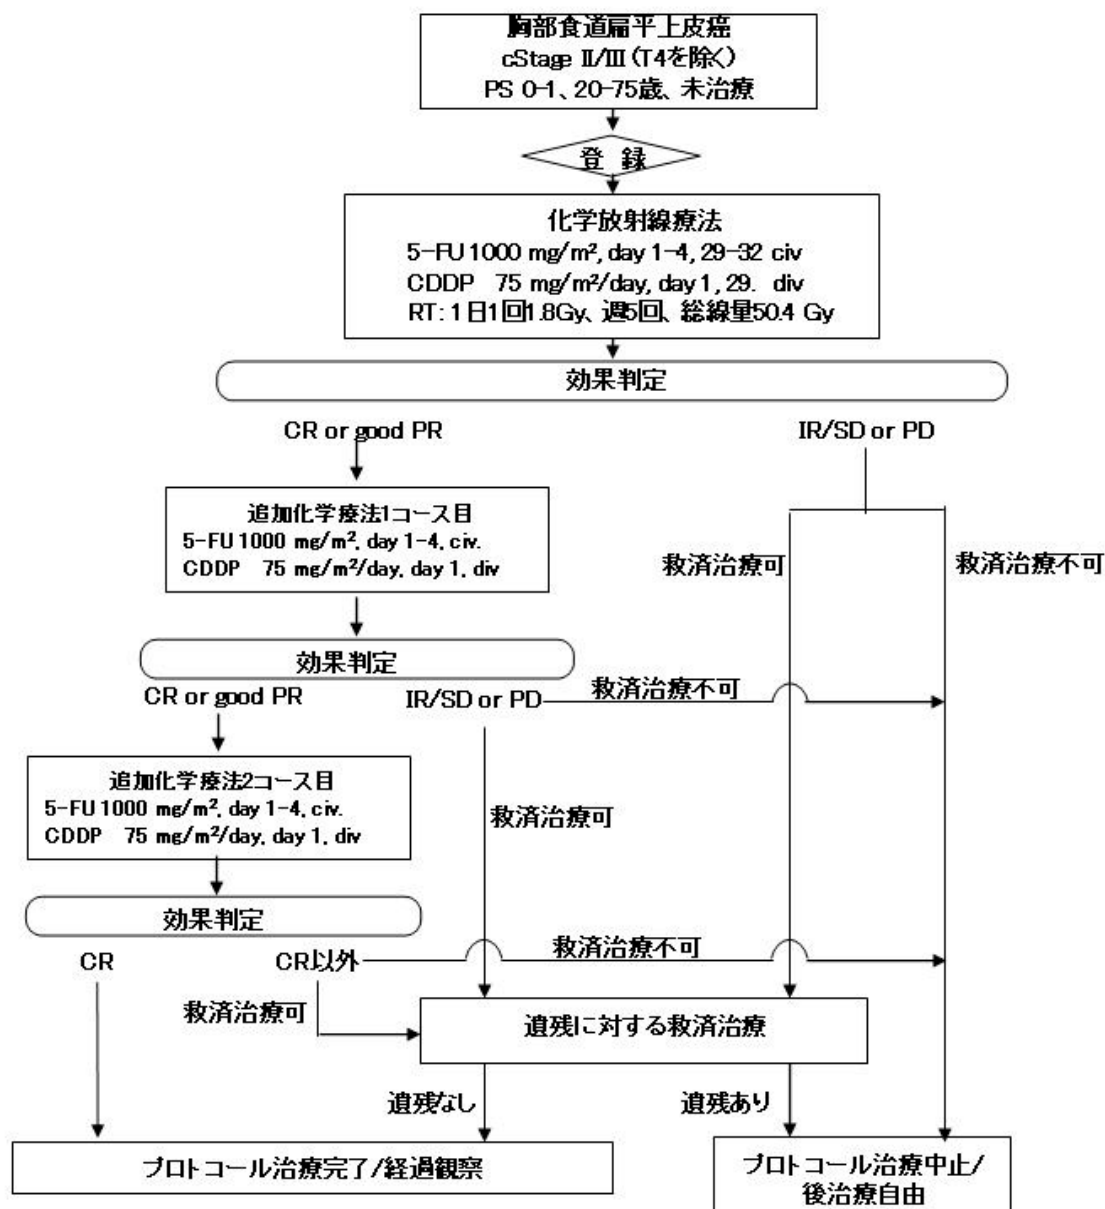 胸部食道扁平上皮癌
cStage II/III (T4を除く)
PS 0-1、20-75歳、未治療
登 録
化学放射線療法
5-FU 1000 mg/m², day 1-4, 29-32 civ
CDDP 75 mg/m²/day, day 1, 29. div
RT: 1日1回1.8Gy、週5回、総線量50.4 Gy
効果判定
CR or good PR
IR/SD or PD
追加化学療法1コース目
5-FU 1000 mg/m², day 1-4, civ.
CDDP 75 mg/m²/day, day 1, div
救済治療可
救済治療不可
効果判定
CR or good PR
IR/SD or PD
救済治療不可
追加化学療法2コース目
5-FU 1000 mg/m², day 1-4, civ.
CDDP 75 mg/m²/day, day 1, div
救済治療可
効果判定
CR
CR以外
救済治療不可
救済治療可
遺残に対する救済治療
遺残なし
遺残あり
プロトコール治療完了/経過観察
プロトコール治療中止/
後治療自由